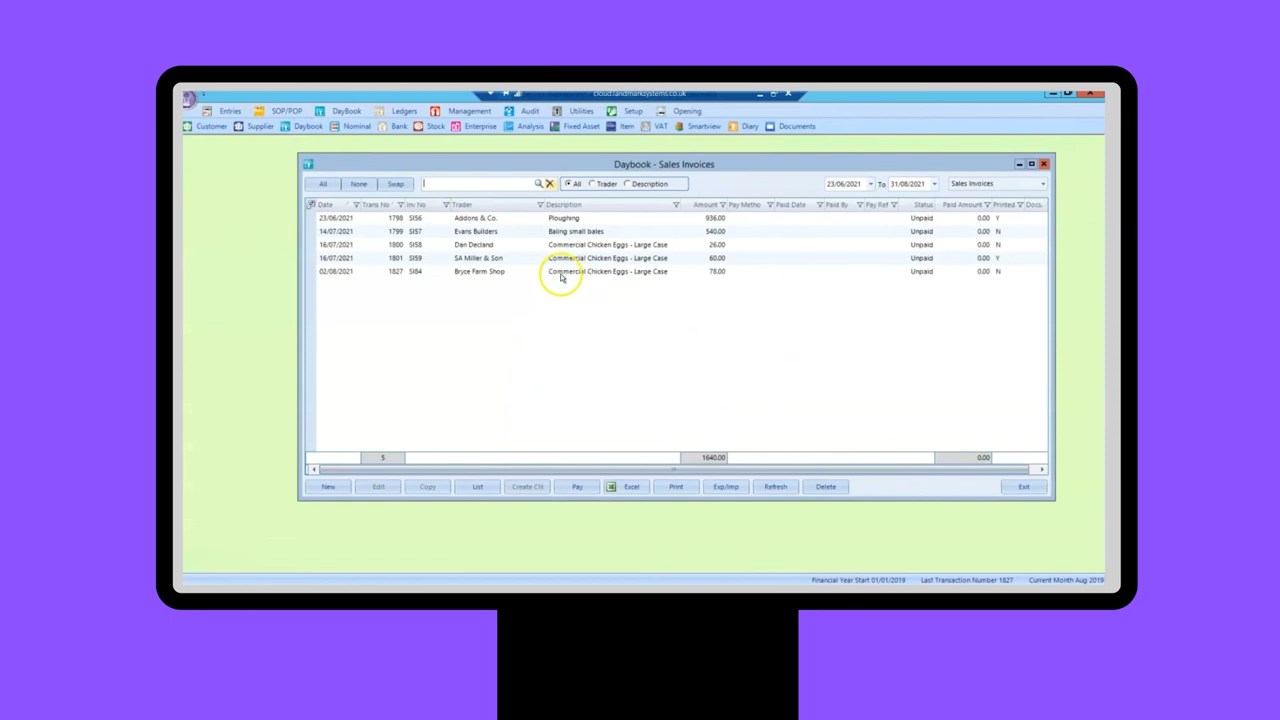 cloud.landmarksystems.co.uk
Entries SOP/POP DayBook Ledgers Management Audit Utilities Setup Opening
Customer Supplier Daybook Nominal Bank Stock Enterprise Analysis Fixed Asset Item VAT Smartview Diary Documents
Daybook - Sales Invoices
All None Swap All Trader Description 23/06/2021 To 31/08/2021 Sales Invoices
Date Trans No Inv No Trader Description Amount Pay Metho Paid Date Paid By Pay Ref Status Paid Amount Printed Docs.
23/06/2021 1798 SI56 Addons & Co. Ploughing 936.00 Unpaid 0.00 Y
14/07/2021 1799 SI57 Evans Builders Baling small bales 540.00 Unpaid 0.00 N
16/07/2021 1800 SI58 Dan Decland Commercial Chicken Eggs - Large Case 26.00 Unpaid 0.00 N
16/07/2021 1801 SI59 SA Miller & Son Commercial Chicken Eggs - Large Case 60.00 Unpaid 0.00 Y
02/08/2021 1827 SI84 Bryce Farm Shop Commercial Chicken Eggs - Large Case 78.00 Unpaid 0.00 N
5 1640.00 0.00
New Edit Copy List Create CN Pay Excel Print Exp/Imp Refresh Delete Exit
Financial Year Start 01/01/2019 Last Transaction Number 1827 Current Month Aug 2019